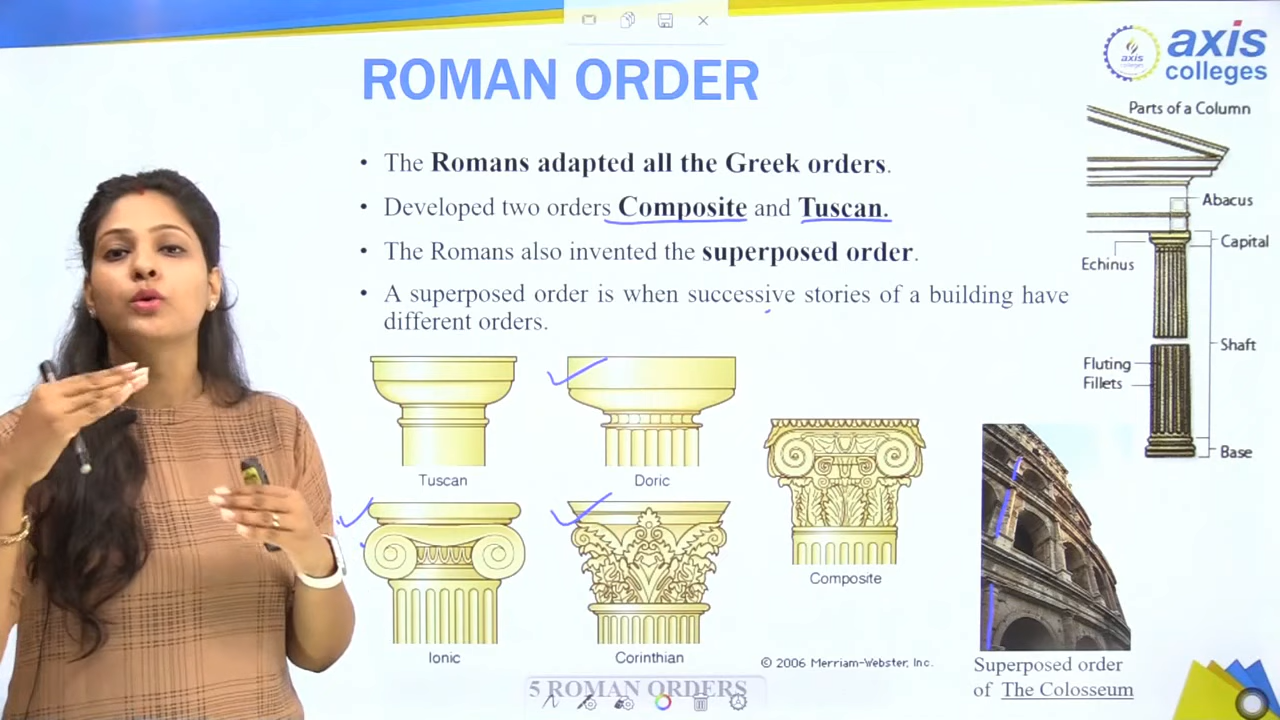 axis
colleges
axis
colleges
ROMAN ORDER
• The Romans adapted all the Greek orders.
• Developed two orders Composite and Tuscan.
• The Romans also invented the superposed order.
• A superposed order is when successive stories of a building have
different orders.
Parts of a Column
Abacus
Capital
Echinus
Shaft
Fluting
Fillets
Base
Tuscan
Doric
Ionic
Corinthian
Composite
© 2006 Merriam-Webster, Inc.
5 ROMAN ORDERS
Superposed order
of The Colosseum